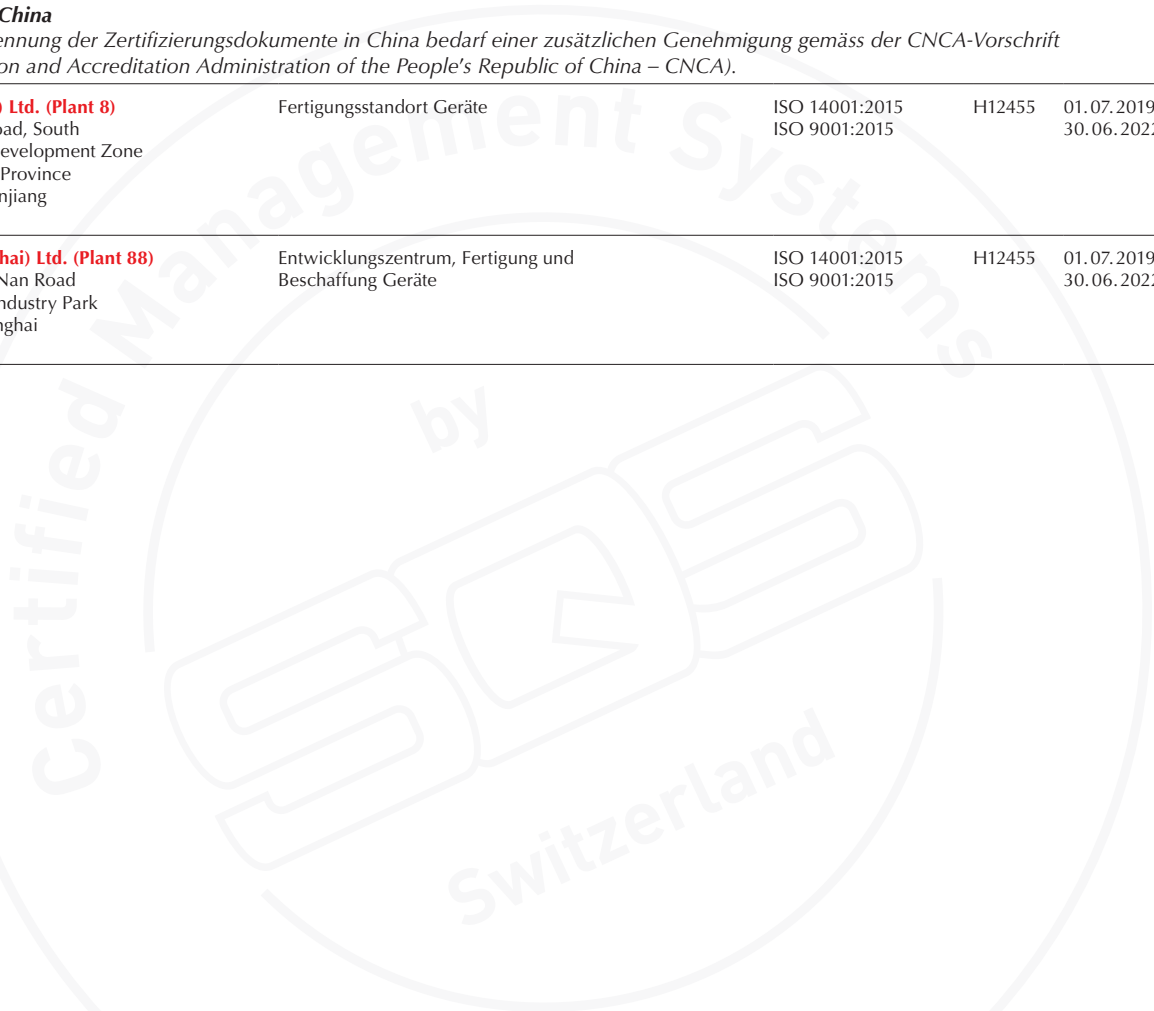 China
ennung der Zertifizierungsdokumente in China bedarf einer zusätzlichen Genehmigung gemäss der CNCA-Vorschrift
on and Accreditation Administration of the People's Republic of China – CNCA).
) Ltd. (Plant 8) Fertigungsstandort Geräte ISO 14001:2015 H12455 01.07.2019
oad, South ISO 9001:2015 30.06.2022
evelopment Zone
Province
njiang
hai) Ltd. (Plant 88) Entwicklungszentrum, Fertigung und ISO 14001:2015 H12455 01.07.2019
Nan Road Beschaffung Geräte ISO 9001:2015 30.06.2022
ndustry Park
nghai
Certified Management Systems
by
SQS
Switzerland